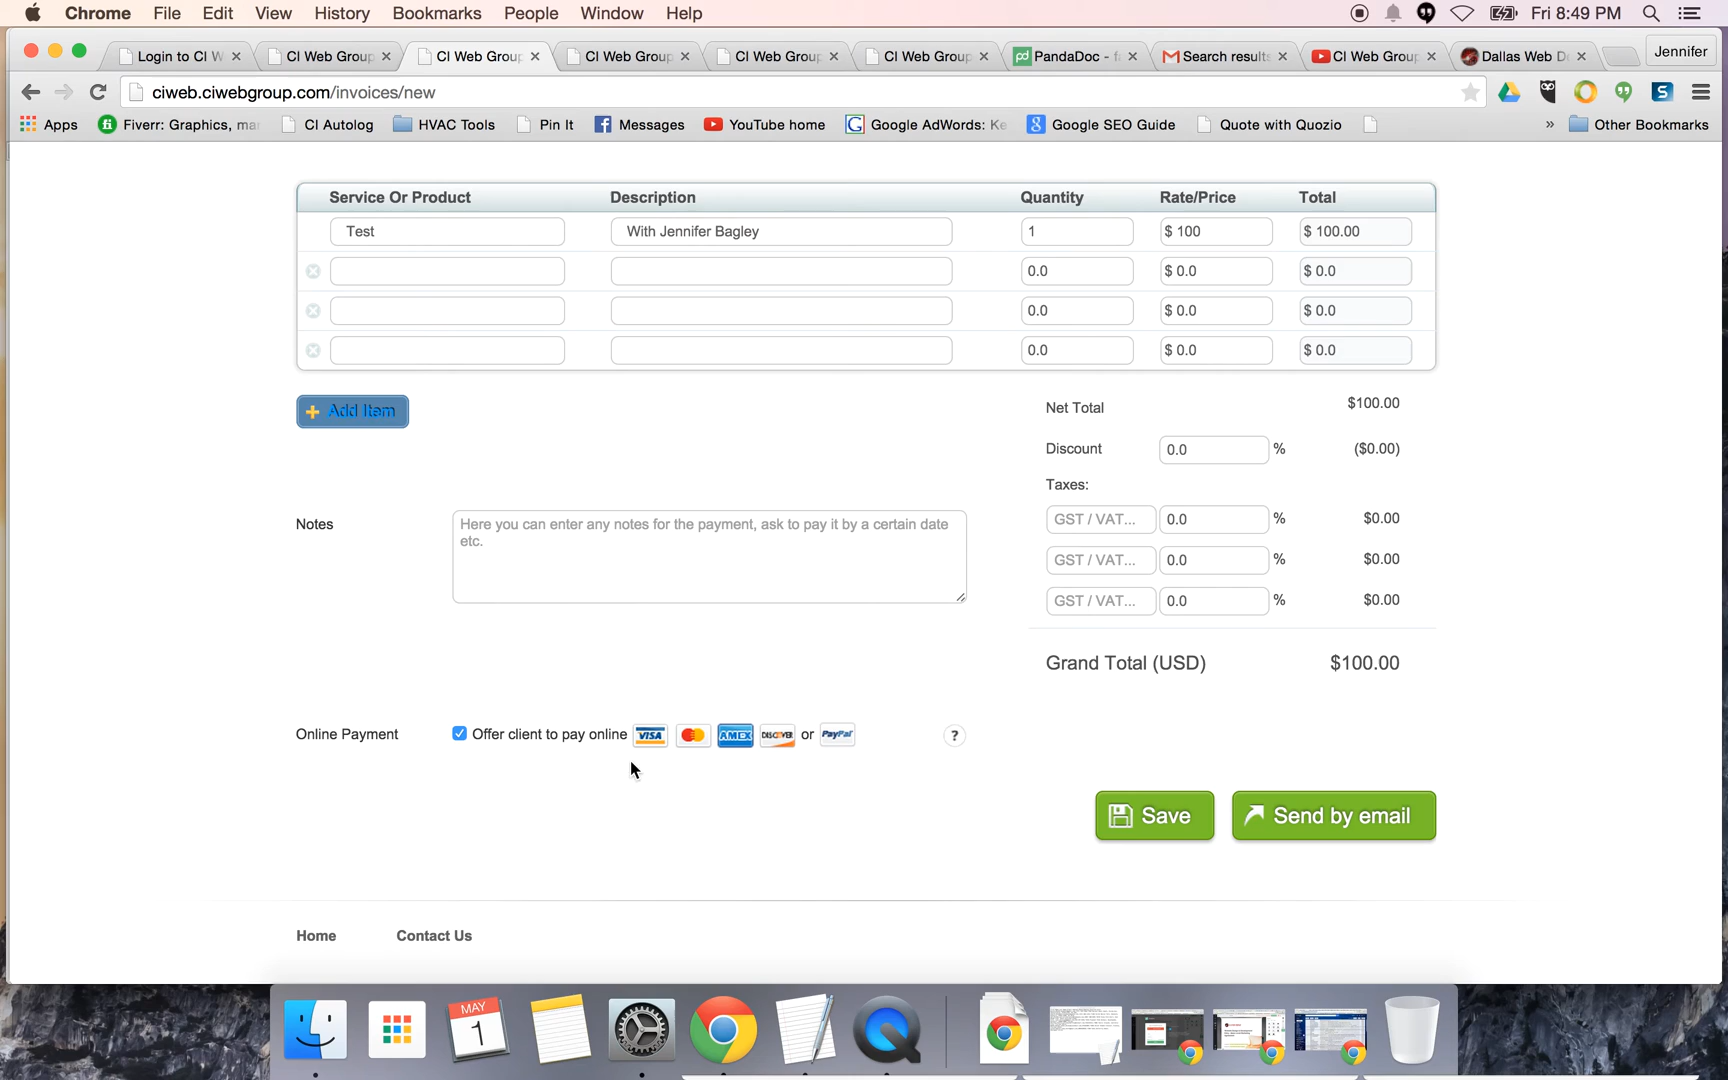 Chrome File Edit View History Bookmarks People Window Help Fri 8:49 PM
Login to CI W CI Web Group CI Web Group CI Web Group CI Web Group CI Web Group PandaDoc - f Search results CI Web Group Dallas Web D Jennifer
ciweb.ciwebgroup.com/invoices/new
Apps Fiverr: Graphics, mar CI Autolog HVAC Tools Pin It Messages YouTube home Google AdWords: Ke Google SEO Guide Quote with Quozio » Other Bookmarks
Service Or Product Description Quantity Rate/Price Total
Test With Jennifer Bagley 1 $ 100 $ 100.00
0.0 $ 0.0 $ 0.0
0.0 $ 0.0 $ 0.0
0.0 $ 0.0 $ 0.0
Add Item
Net Total $100.00
Discount 0.0 % ($0.00)
Taxes:
GST / VAT... 0.0 % $0.00
GST / VAT... 0.0 % $0.00
GST / VAT... 0.0 % $0.00
Notes
Here you can enter any notes for the payment, ask to pay it by a certain date
etc.
Grand Total (USD) $100.00
Online Payment Offer client to pay online VISA AMEX DISCOVER or PayPal ?
Save Send by email
Home Contact Us
MAY
1